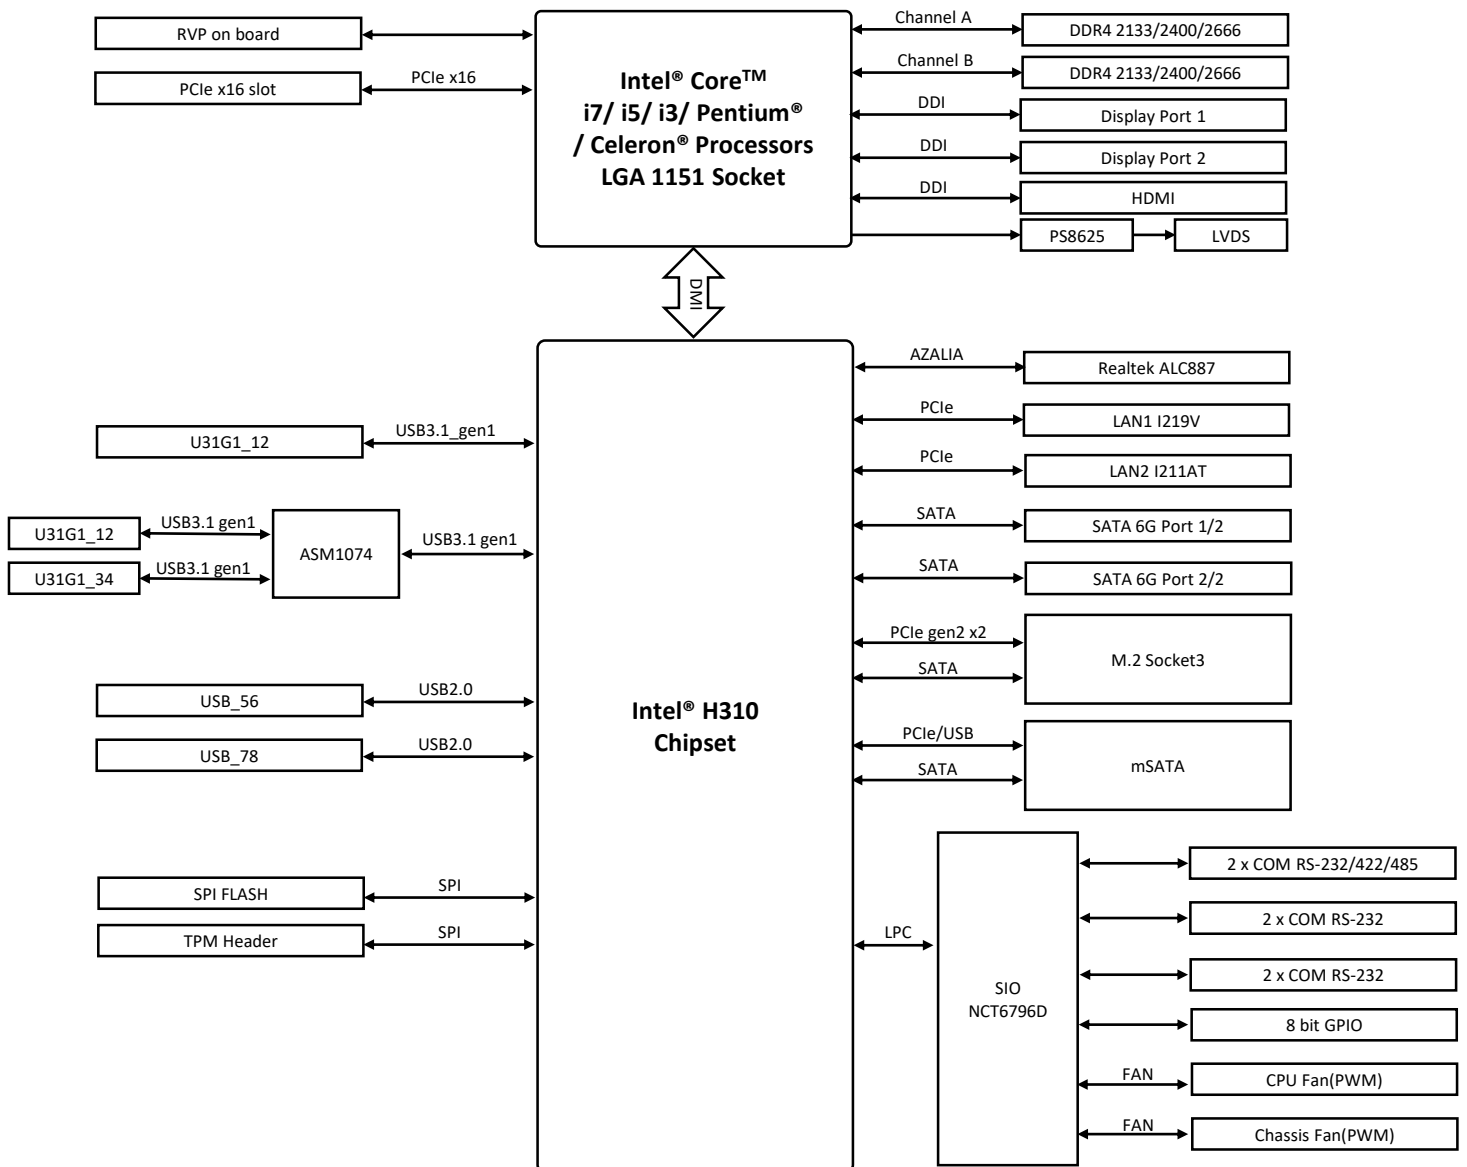 RVP on board
PCIe x16 slot
PCIe x16
Intel® Core™
i7/ i5/ i3/ Pentium®
/ Celeron® Processors
LGA 1151 Socket
Channel A
DDR4 2133/2400/2666
Channel B
DDR4 2133/2400/2666
DDI
Display Port 1
DDI
Display Port 2
DDI
HDMI
PS8625
LVDS
DMI
U31G1_12
USB3.1_gen1
U31G1_12
USB3.1 gen1
U31G1_34
USB3.1 gen1
ASM1074
USB3.1 gen1
USB_56
USB2.0
USB_78
USB2.0
SPI FLASH
SPI
TPM Header
SPI
Intel® H310
Chipset
AZALIA
Realtek ALC887
PCIe
LAN1 I219V
PCIe
LAN2 I211AT
SATA
SATA 6G Port 1/2
SATA
SATA 6G Port 2/2
PCIe gen2 x2
SATA
M.2 Socket3
PCIe/USB
SATA
mSATA
LPC
SIO
NCT6796D
2 x COM RS-232/422/485
2 x COM RS-232
2 x COM RS-232
8 bit GPIO
FAN
CPU Fan(PWM)
FAN
Chassis Fan(PWM)